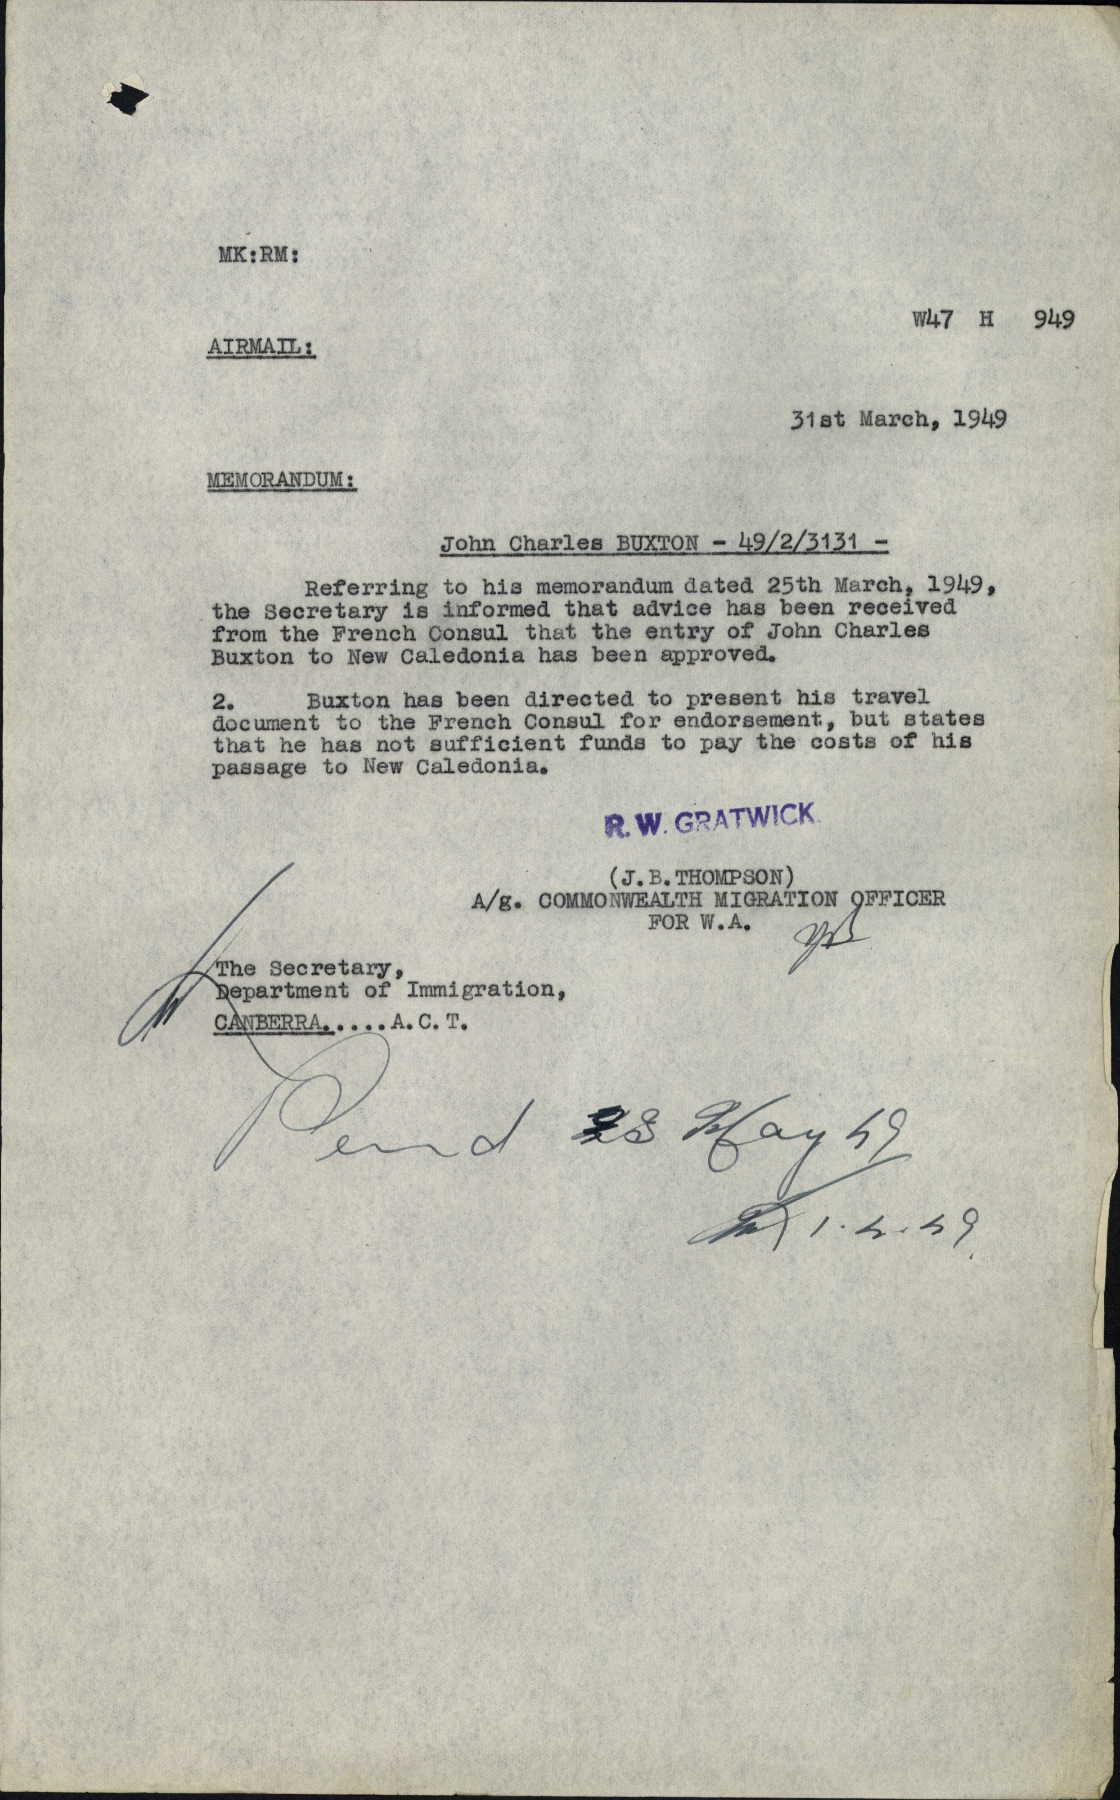 MK:RM:
W47 H 949
AIRMAIL:
31st March, 1949
MEMORANDUM:
John Charles BUXTON - 49/2/3131 -
Referring to his memorandum dated 25th March, 1949,
the Secretary is informed that advice has been received
from the French Consul that the entry of John Charles
Buxton to New Caledonia has been approved.
2. Buxton has been directed to present his travel
document to the French Consul for endorsement, but states
that he has not sufficient funds to pay the costs of his
passage to New Caledonia.
R.W. GRATWICK.
(J.B.THOMPSON)
A/g. COMMONWEALTH MIGRATION OFFICER
FOR W.A.
The Secretary,
Department of Immigration,
CANBERRA.....A.C.T.
Pend May 49
1.4.49